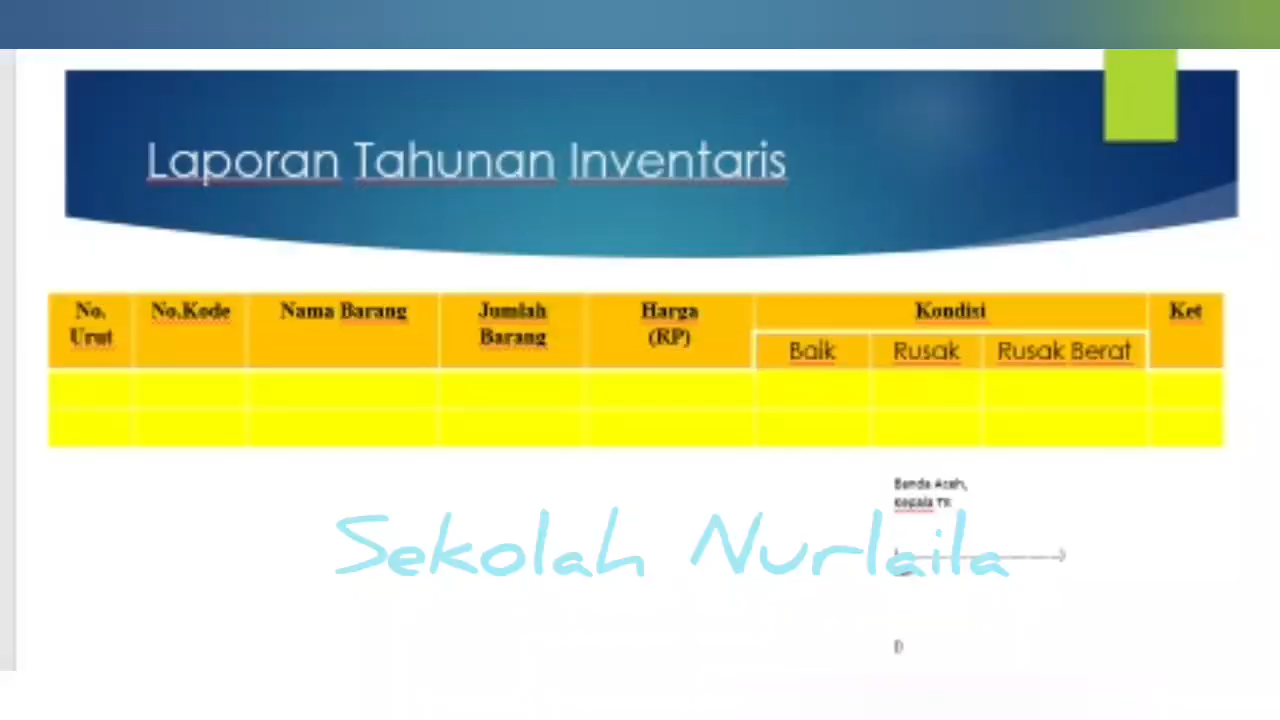 Laporan Tahunan Inventaris
No. Urut No.Kode Nama Barang Jumlah Barang Harga (RP) Kondisi Ket
Baik Rusak Rusak Berat
Banda Aceh,
Kepala TK
Sekolah Nurlaila